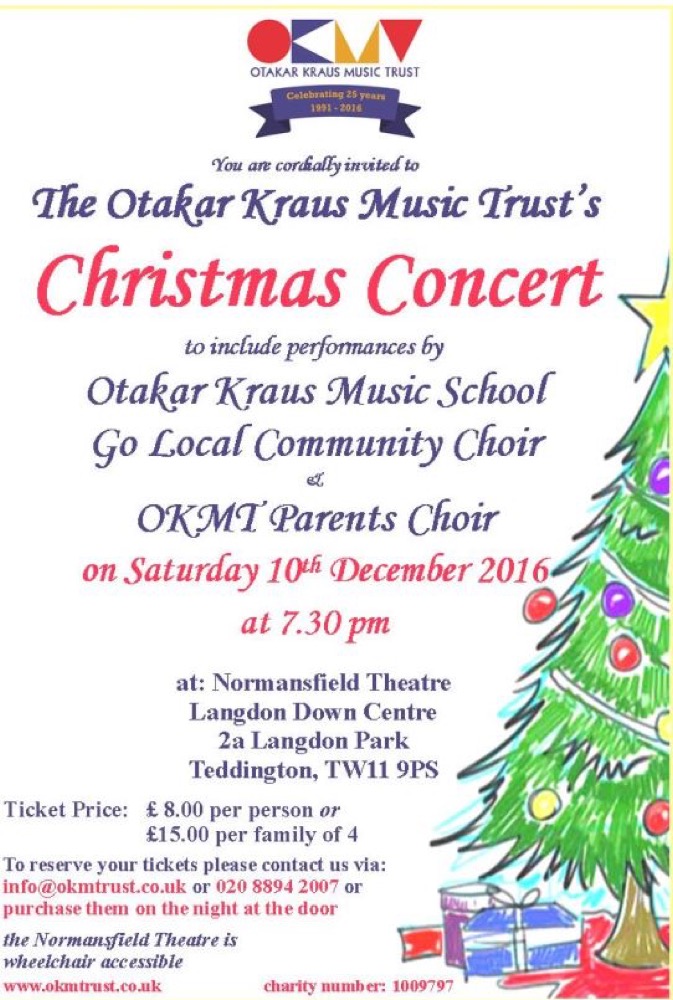 OKMT
OTAKAR KRAUS MUSIC TRUST
Celebrating 25 years
1991 - 2016
You are cordially invited to
The Otakar Kraus Music Trust's
Christmas Concert
to include performances by
Otakar Kraus Music School
Go Local Community Choir
&
OKMT Parents Choir
on Saturday 10th December 2016
at 7.30 pm
at: Normansfield Theatre
Langdon Down Centre
2a Langdon Park
Teddington, TW11 9PS
Ticket Price: £ 8.00 per person or
£15.00 per family of 4
To reserve your tickets please contact us via:
info@okmtrust.co.uk or 020 8894 2007 or
purchase them on the night at the door
the Normansfield Theatre is
wheelchair accessible
www.okmtrust.co.uk charity number: 1009797